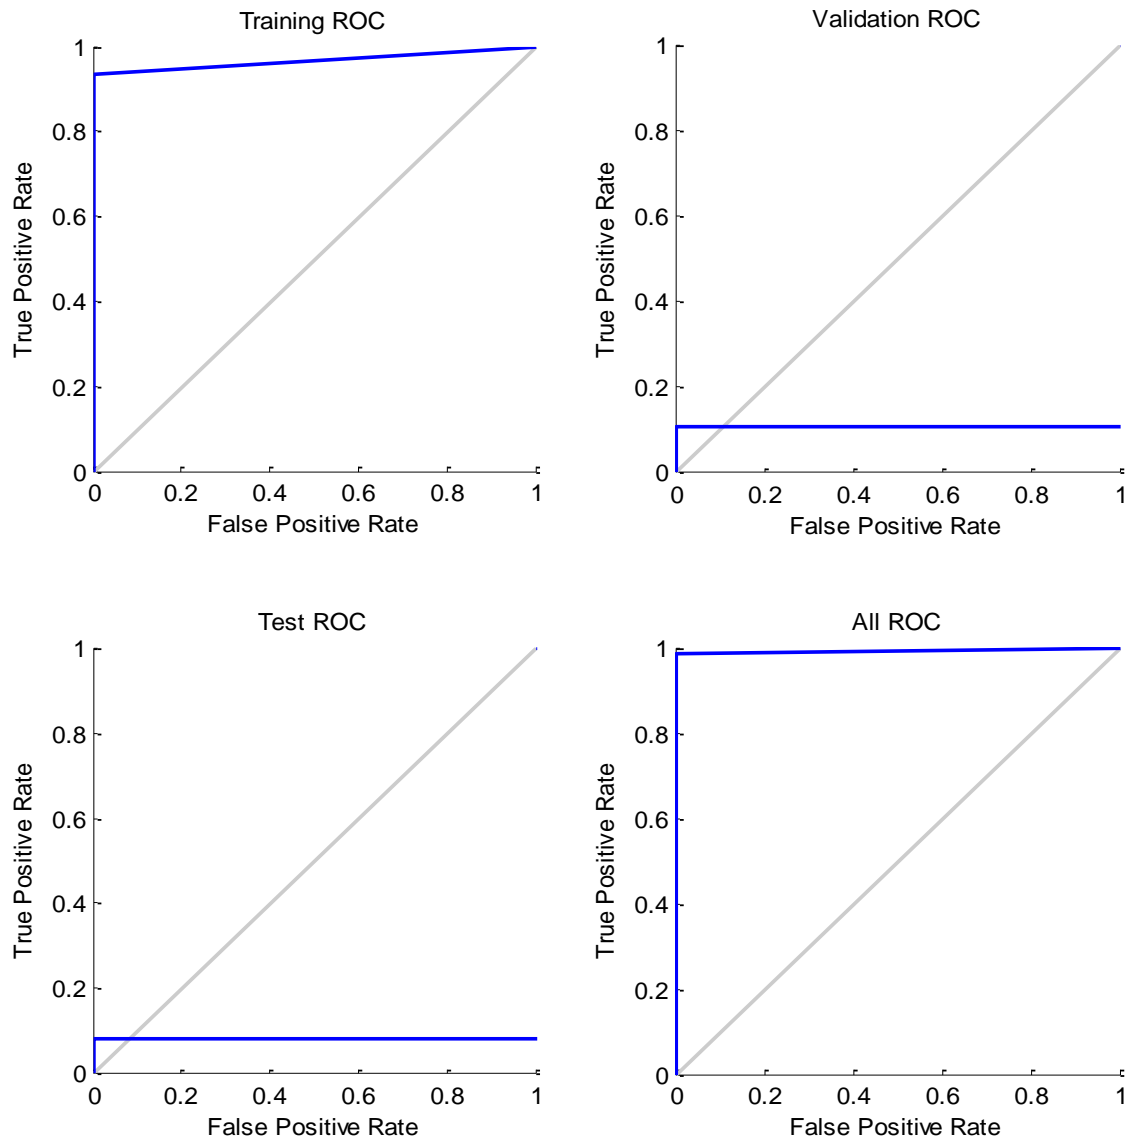 Training ROC
1
0.8
0.6
0.4
0.2
0
True Positive Rate
0 0.2 0.4 0.6 0.8 1
False Positive Rate
Validation ROC
1
0.8
0.6
0.4
0.2
0
True Positive Rate
0 0.2 0.4 0.6 0.8 1
False Positive Rate
Test ROC
1
0.8
0.6
0.4
0.2
0
True Positive Rate
0 0.2 0.4 0.6 0.8 1
False Positive Rate
All ROC
1
0.8
0.6
0.4
0.2
0
True Positive Rate
0 0.2 0.4 0.6 0.8 1
False Positive Rate